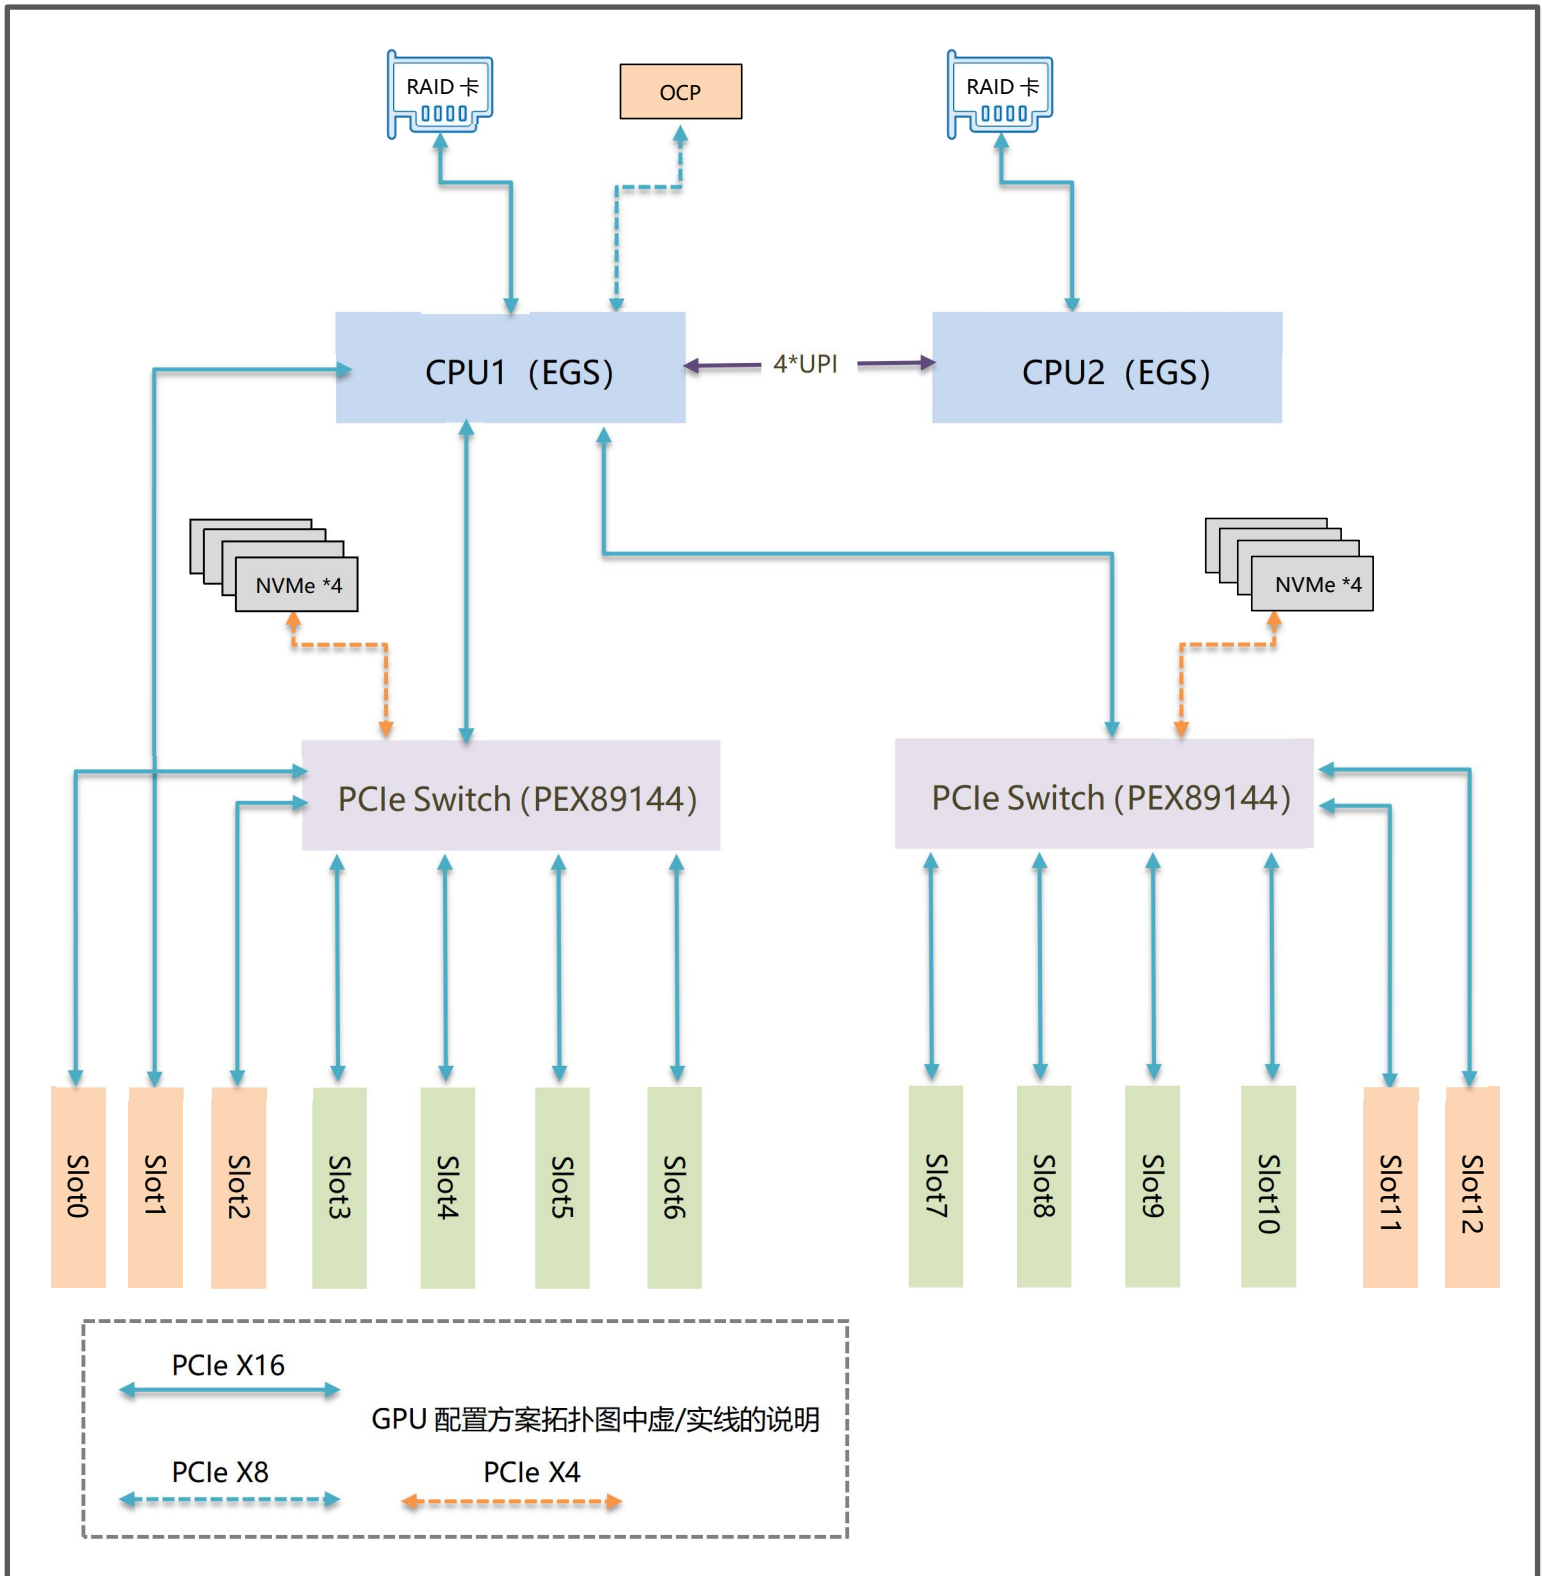 RAID 卡
OCP
RAID 卡
CPU1（EGS）
4*UPI
CPU2（EGS）
NVMe *4
NVMe *4
PCIe Switch（PEX89144）
PCIe Switch（PEX89144）
Slot0
Slot1
Slot2
Slot3
Slot4
Slot5
Slot6
Slot7
Slot8
Slot9
Slot10
Slot11
Slot12
PCIe X16
GPU 配置方案拓扑图中虚/实线的说明
PCIe X8
PCIe X4